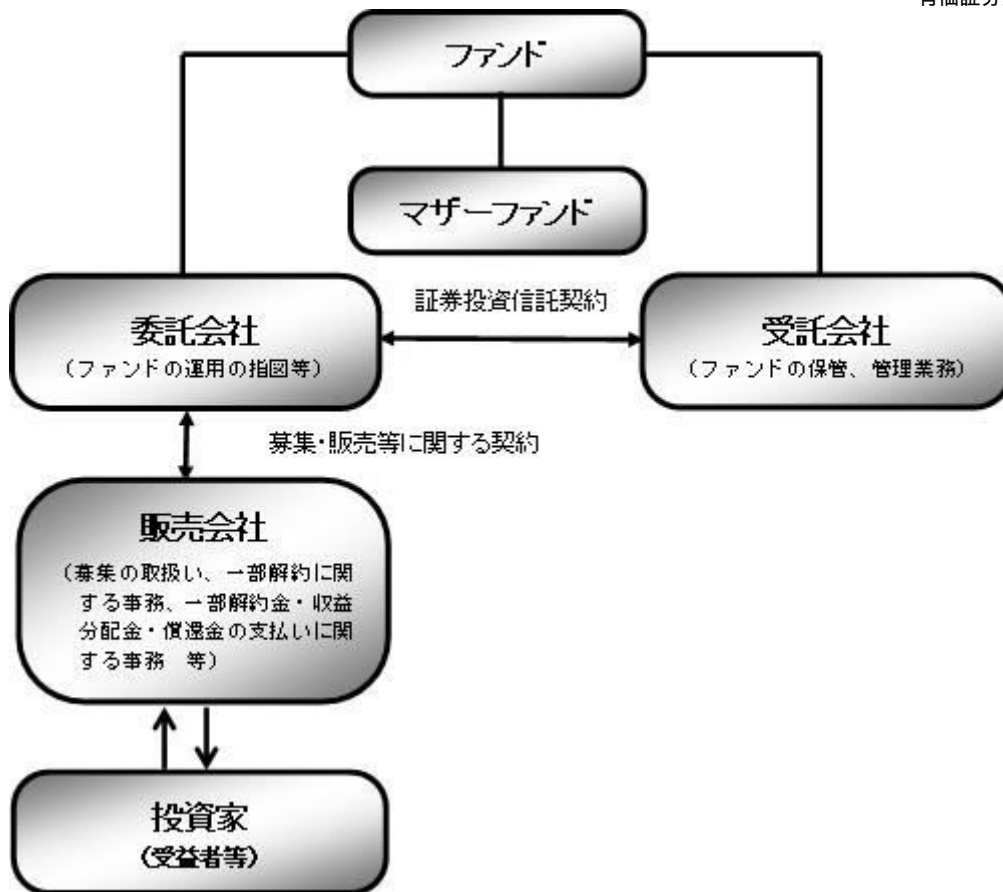 ファンド
マザーファンド
証券投資信託契約
委託会社
（ファンドの運用の指図等）
受託会社
（ファンドの保管、管理業務）
募集・販売等に関する契約
販売会社
（募集の取扱い、一部解約に関
する事務、一部解約金・収益
分配金・償還金の支払いに関
する事務　等）
投資家
（受益者等）